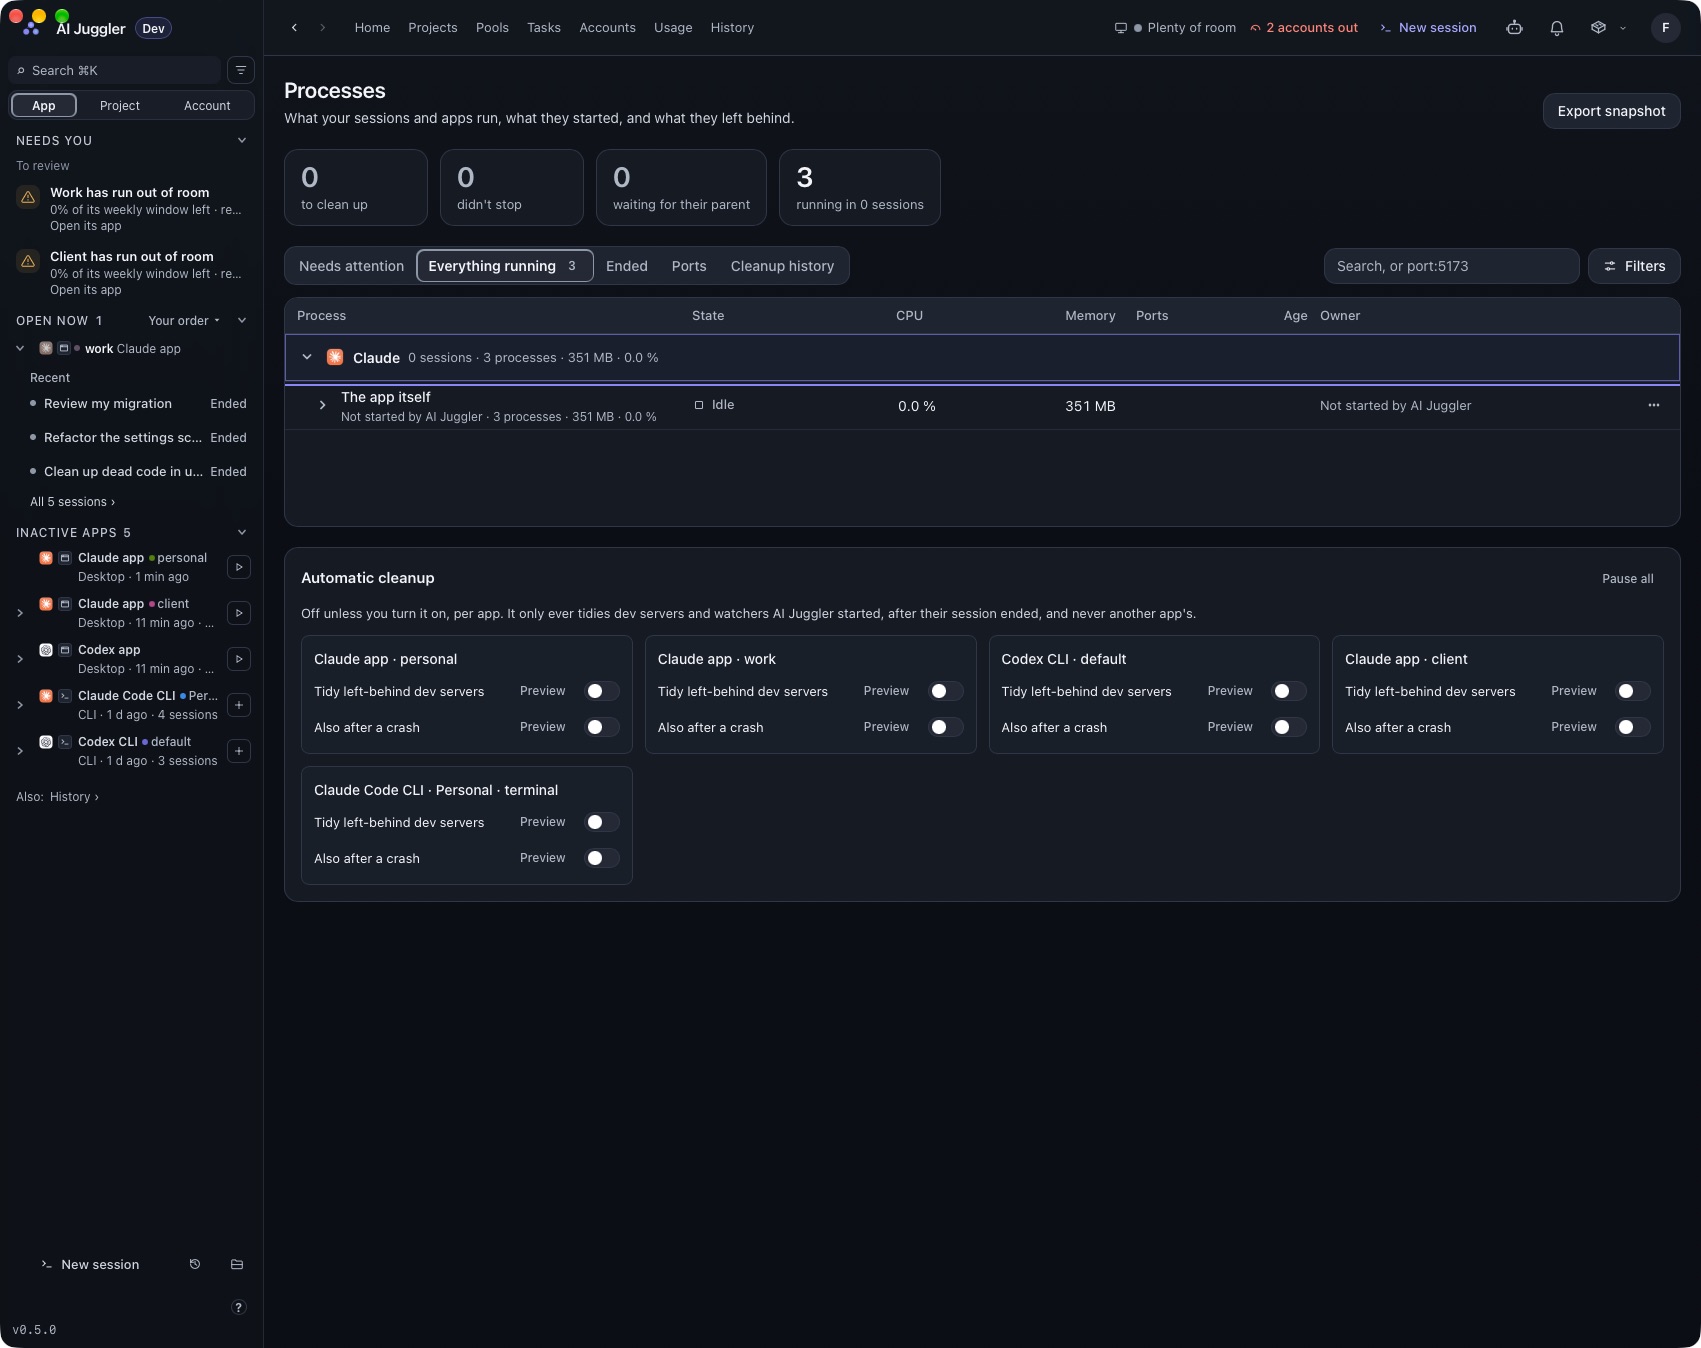 AI Juggler Dev
Search ⌘K
App Project Account
NEEDS YOU
To review
Work has run out of room
0% of its weekly window left · re...
Open its app
Client has run out of room
0% of its weekly window left · re...
Open its app
OPEN NOW 1 Your order
work Claude app
Recent
Review my migration Ended
Refactor the settings sc... Ended
Clean up dead code in u... Ended
All 5 sessions ›
INACTIVE APPS 5
Claude app personal
Desktop · 1 min ago
Claude app client
Desktop · 11 min ago · ...
Codex app
Desktop · 11 min ago · ...
Claude Code CLI Per...
CLI · 1 d ago · 4 sessions
Codex CLI default
CLI · 1 d ago · 3 sessions
Also: History ›
New session
?
v0.5.0
Home Projects Pools Tasks Accounts Usage History
Plenty of room 2 accounts out New session F
Processes
What your sessions and apps run, what they started, and what they left behind.
Export snapshot
0 0 0 3
to clean up didn't stop waiting for their parent running in 0 sessions
Needs attention Everything running 3 Ended Ports Cleanup history
Search, or port:5173 Filters
Process State CPU Memory Ports Age Owner
Claude 0 sessions · 3 processes · 351 MB · 0.0 %
The app itself
Not started by AI Juggler · 3 processes · 351 MB · 0.0 %
Idle 0.0 % 351 MB Not started by AI Juggler
Automatic cleanup Pause all
Off unless you turn it on, per app. It only ever tidies dev servers and watchers AI Juggler started, after their session ended, and never another app's.
Claude app · personal
Tidy left-behind dev servers Preview
Also after a crash Preview
Claude app · work
Tidy left-behind dev servers Preview
Also after a crash Preview
Codex CLI · default
Tidy left-behind dev servers Preview
Also after a crash Preview
Claude app · client
Tidy left-behind dev servers Preview
Also after a crash Preview
Claude Code CLI · Personal · terminal
Tidy left-behind dev servers Preview
Also after a crash Preview